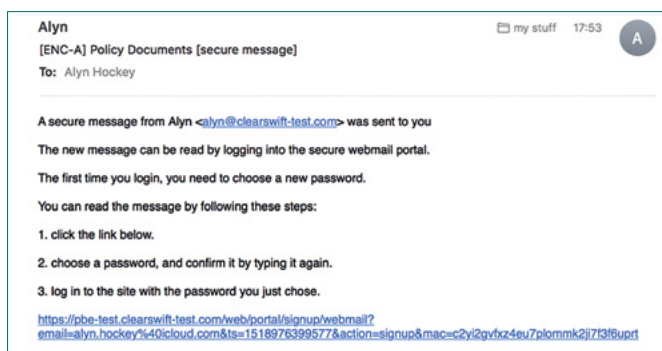 Alyn
my stuff 17:53
A
[ENC-A] Policy Documents [secure message]
To: Alyn Hockey
A secure message from Alyn <alyn@clearswift-test.com> was sent to you
The new message can be read by logging into the secure webmail portal.
The first time you login, you need to choose a new password.
You can read the message by following these steps:
1. click the link below.
2. choose a password, and confirm it by typing it again.
3. log in to the site with the password you just chose.
https://pbe-test.clearswift-test.com/web/portal/signup/webmail?
email=alyn.hockey%40icloud.com&ts=1518976399577&action=signup&mac=c2yi2gvfxz4eu7plommk2ji7f3f6uprt